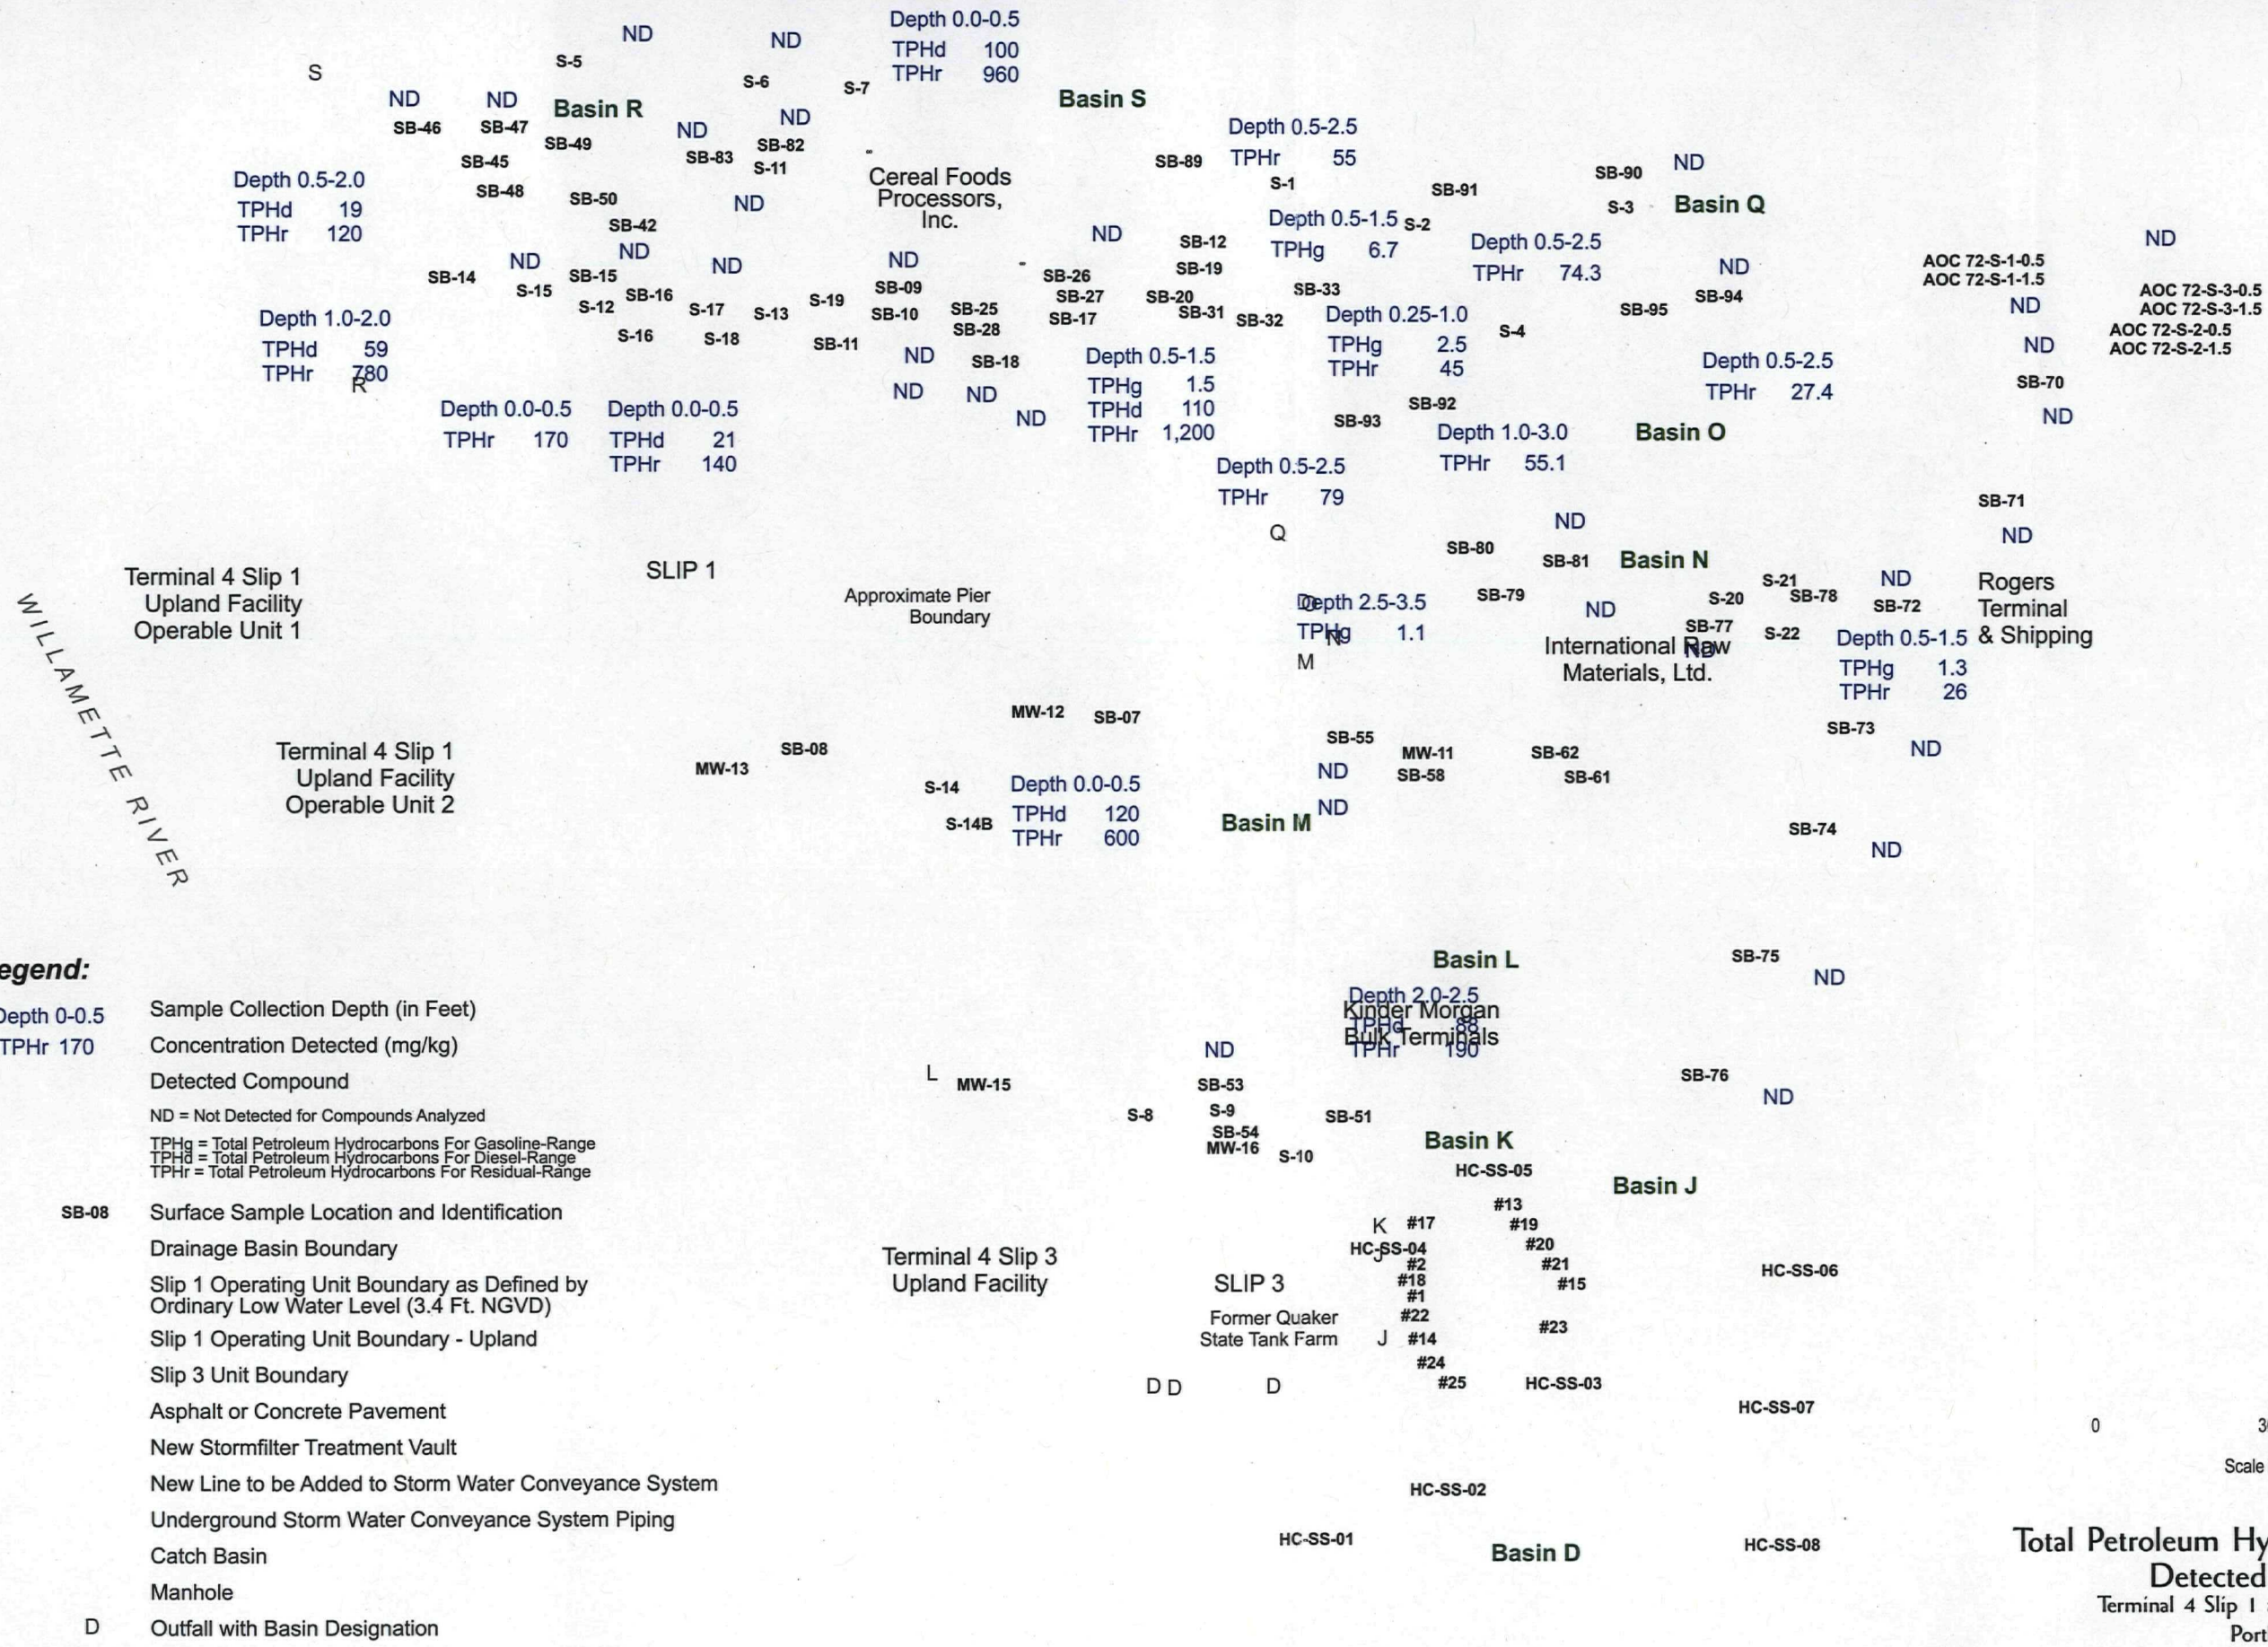 ND
ND
Depth 0.0-0.5
TPHd 100
TPHr 960
S-5
S-6
S-7
S
ND
ND
Basin R
SB-46
SB-47
SB-49
ND
ND
SB-83
SB-82
S-11
SB-45
SB-48
SB-50
SB-42
ND
Cereal Foods
Processors,
Inc.
Basin S
Depth 0.5-2.5
TPHr 55
SB-89
S-1
SB-91
SB-90
ND
S-3
Basin Q
Depth 0.5-2.0
TPHd 19
TPHr 120
Depth 0.5-1.5
TPHg 6.7
S-2
Depth 0.5-2.5
TPHr 74.3
ND
SB-12
SB-19
ND
ND
ND
SB-14
S-15
SB-15
S-12
SB-16
S-16
S-17
S-18
S-13
S-19
SB-11
ND
SB-09
SB-10
SB-25
SB-28
SB-18
SB-26
SB-27
SB-17
SB-20
SB-31
SB-32
SB-33
ND
SB-94
SB-95
S-4
AOC 72-S-1-0.5
AOC 72-S-1-1.5
ND
ND
AOC 72-S-3-0.5
AOC 72-S-3-1.5
AOC 72-S-2-0.5
AOC 72-S-2-1.5
ND
SB-70
ND
Depth 1.0-2.0
TPHd 59
TPHr 780
R
Depth 0.25-1.0
TPHg 2.5
TPHr 45
Depth 0.5-1.5
TPHg 1.5
TPHd 110
TPHr 1,200
Depth 0.5-2.5
TPHr 27.4
ND
ND
ND
ND
Depth 0.0-0.5
TPHr 170
Depth 0.0-0.5
TPHd 21
TPHr 140
SB-93
SB-92
Depth 1.0-3.0
TPHr 55.1
Basin O
Depth 0.5-2.5
TPHr 79
SB-71
ND
Q
ND
SB-80
SB-81
Basin N
SB-79
ND
S-21
S-20
SB-78
ND
SB-72
SB-77
S-22
Rogers
Terminal
& Shipping
Terminal 4 Slip 1
Upland Facility
Operable Unit 1
SLIP 1
Approximate Pier
Boundary
Depth 2.5-3.5
TPHg 1.1
O
N
M
International Raw
Materials, Ltd.
ND
Depth 0.5-1.5
TPHg 1.3
TPHr 26
WILLAMETTE RIVER
MW-12
SB-07
SB-08
MW-13
Terminal 4 Slip 1
Upland Facility
Operable Unit 2
S-14
S-14B
Depth 0.0-0.5
TPHd 120
TPHr 600
SB-55
MW-11
SB-58
SB-62
SB-61
SB-73
ND
ND
ND
Basin M
SB-74
ND
Basin L
SB-75
ND
Depth 2.0-2.5
TPHd 88
TPHr 190
Kinder Morgan
Bulk Terminals
ND
SB-53
L
MW-15
S-8
S-9
SB-54
MW-16
S-10
SB-51
SB-76
ND
Basin K
HC-SS-05
Basin J
#13
K
#17
#19
HC-SS-04
J
#20
#2
#21
#18
#15
#1
#22
#23
J
#14
#24
#25
HC-SS-03
HC-SS-06
HC-SS-07
Terminal 4 Slip 3
Upland Facility
SLIP 3
Former Quaker
State Tank Farm
D D
D
HC-SS-02
HC-SS-01
Basin D
HC-SS-08
egend:
Depth 0-0.5
Sample Collection Depth (in Feet)
TPHr 170
Concentration Detected (mg/kg)
Detected Compound
ND = Not Detected for Compounds Analyzed
TPHg = Total Petroleum Hydrocarbons For Gasoline-Range
TPHd = Total Petroleum Hydrocarbons For Diesel-Range
TPHr = Total Petroleum Hydrocarbons For Residual-Range
SB-08
Surface Sample Location and Identification
Drainage Basin Boundary
Slip 1 Operating Unit Boundary as Defined by
Ordinary Low Water Level (3.4 Ft. NGVD)
Slip 1 Operating Unit Boundary - Upland
Slip 3 Unit Boundary
Asphalt or Concrete Pavement
New Stormfilter Treatment Vault
New Line to be Added to Storm Water Conveyance System
Underground Storm Water Conveyance System Piping
Catch Basin
Manhole
D
Outfall with Basin Designation
0
3
Scale
Total Petroleum Hy
Detected
Terminal 4 Slip 1
Port